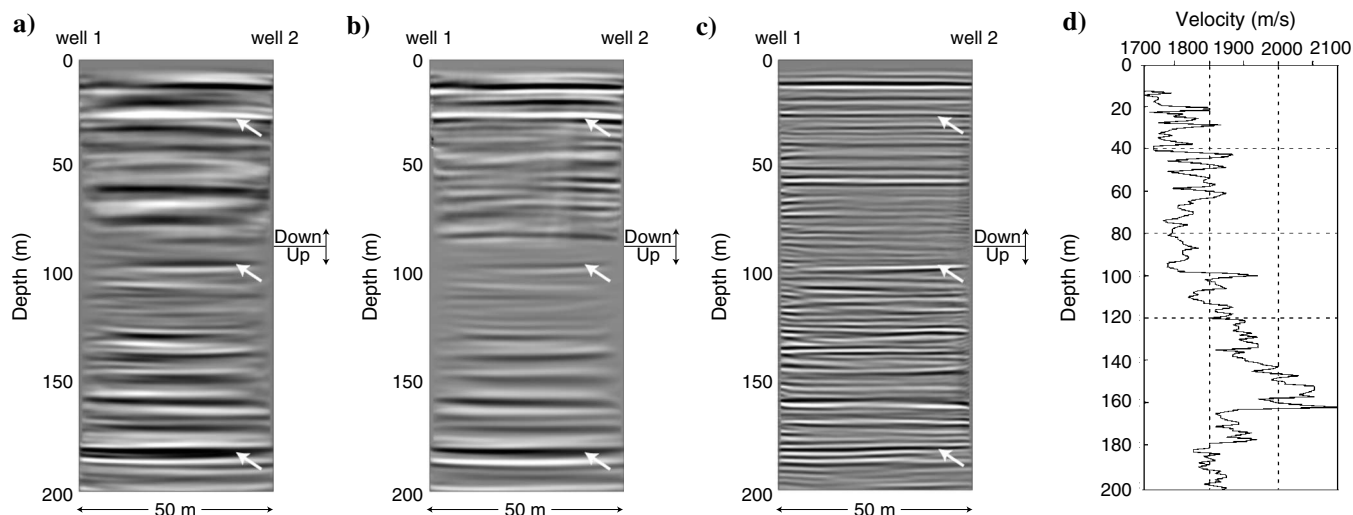 a)
well 1 well 2
0
50
100
150
200
Depth (m)
Down
Up
50 m
b)
well 1 well 2
0
50
100
150
200
Depth (m)
Down
Up
50 m
c)
well 1 well 2
0
50
100
150
200
Depth (m)
Down
Up
50 m
d)
Velocity (m/s)
1700 1800 1900 2000 2100
0
20
40
60
80
100
120
140
160
180
200
Depth (m)